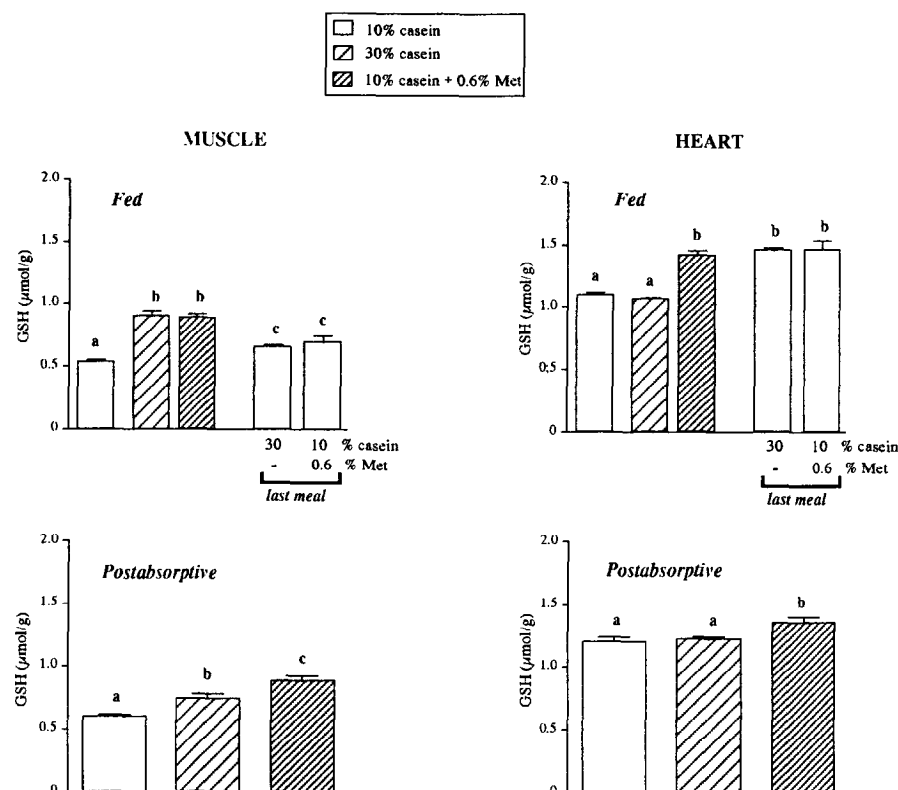 10% casein
30% casein
10% casein + 0.6% Met
MUSCLE
2.0
1.5
1.0
0.5
0
GSH (µmol/g)
Fed
a
b
b
c
c
30 10 % casein
- 0.6 % Met
last meal
HEART
2.0
1.5
1.0
0.5
0
GSH (µmol/g)
Fed
a
a
b
b
b
30 10 % casein
- 0.6 % Met
last meal
2.0
1.5
1.0
0.5
0
GSH (µmol/g)
Postabsorptive
a
b
c
2.0
1.5
1.0
0.5
0
GSH (µmol/g)
Postabsorptive
a
a
b